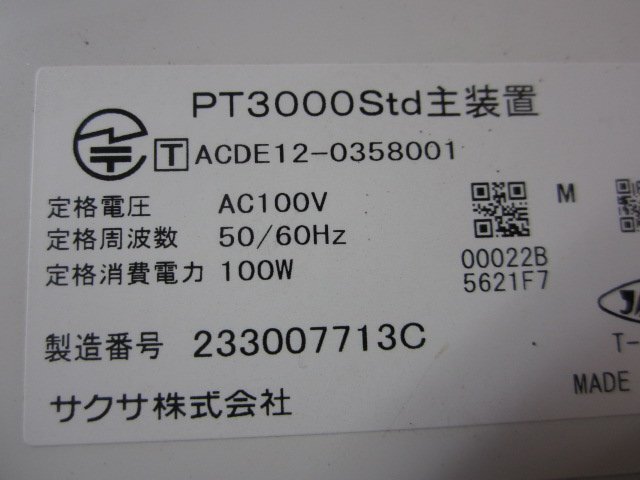 PT3000Std主装置
T ACDE12-0358001
定格電圧 AC100V
定格周波数 50/60Hz
定格消費電力 100W
M
00022B
5621F7
製造番号 233007713C
サクサ株式会社
JA
T-
MADE